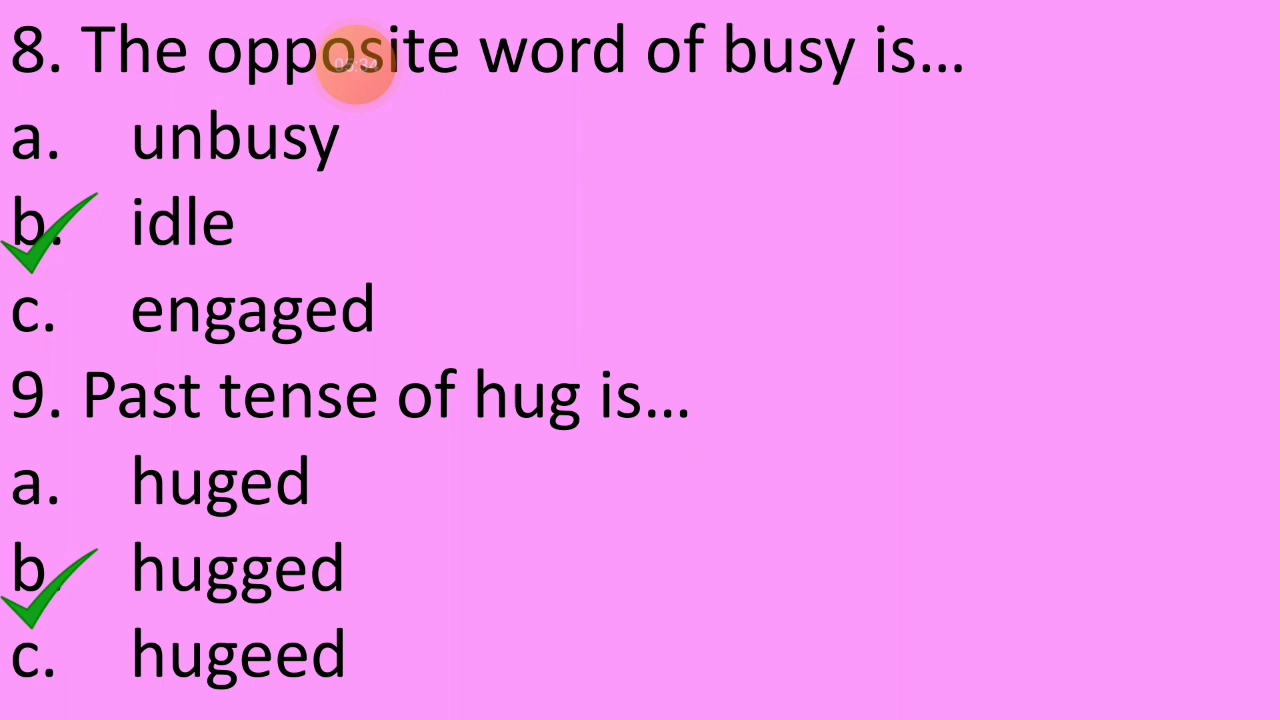 8. The opposite word of busy is...
a. unbusy
b. idle
c. engaged
9. Past tense of hug is...
a. huged
b. hugged
c. hugeed